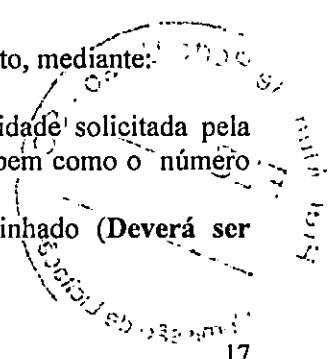 to, mediante:
idade solicitada pela
bem como o número
inhado (Deverá ser
17